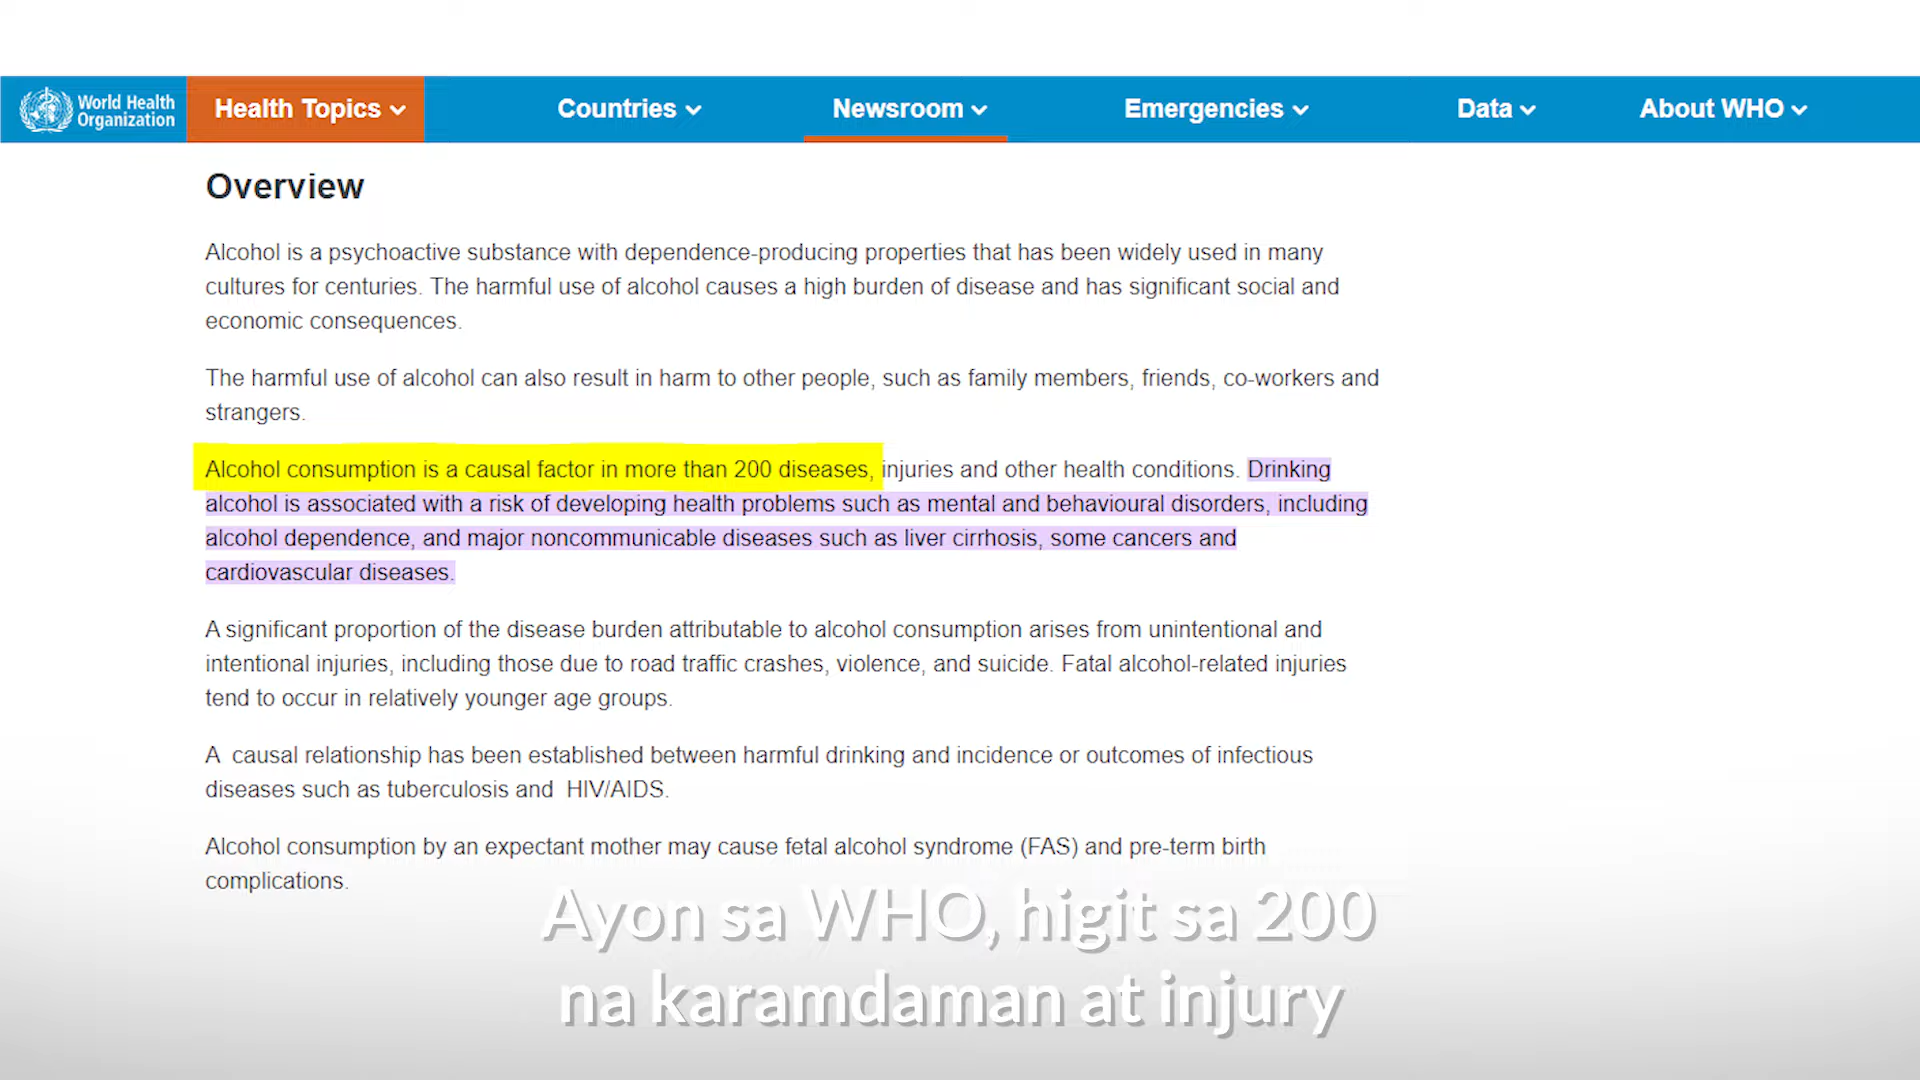 World Health
Organization
Health Topics
Countries
Newsroom
Emergencies
Data
About WHO
Overview
Alcohol is a psychoactive substance with dependence-producing properties that has been widely used in many
cultures for centuries. The harmful use of alcohol causes a high burden of disease and has significant social and
economic consequences.
The harmful use of alcohol can also result in harm to other people, such as family members, friends, co-workers and
strangers.
Alcohol consumption is a causal factor in more than 200 diseases, injuries and other health conditions. Drinking
alcohol is associated with a risk of developing health problems such as mental and behavioural disorders, including
alcohol dependence, and major noncommunicable diseases such as liver cirrhosis, some cancers and
cardiovascular diseases.
A significant proportion of the disease burden attributable to alcohol consumption arises from unintentional and
intentional injuries, including those due to road traffic crashes, violence, and suicide. Fatal alcohol-related injuries
tend to occur in relatively younger age groups.
A causal relationship has been established between harmful drinking and incidence or outcomes of infectious
diseases such as tuberculosis and HIV/AIDS.
Alcohol consumption by an expectant mother may cause fetal alcohol syndrome (FAS) and pre-term birth
complications.
Ayon sa WHO, higit sa 200
na karamdaman at injury